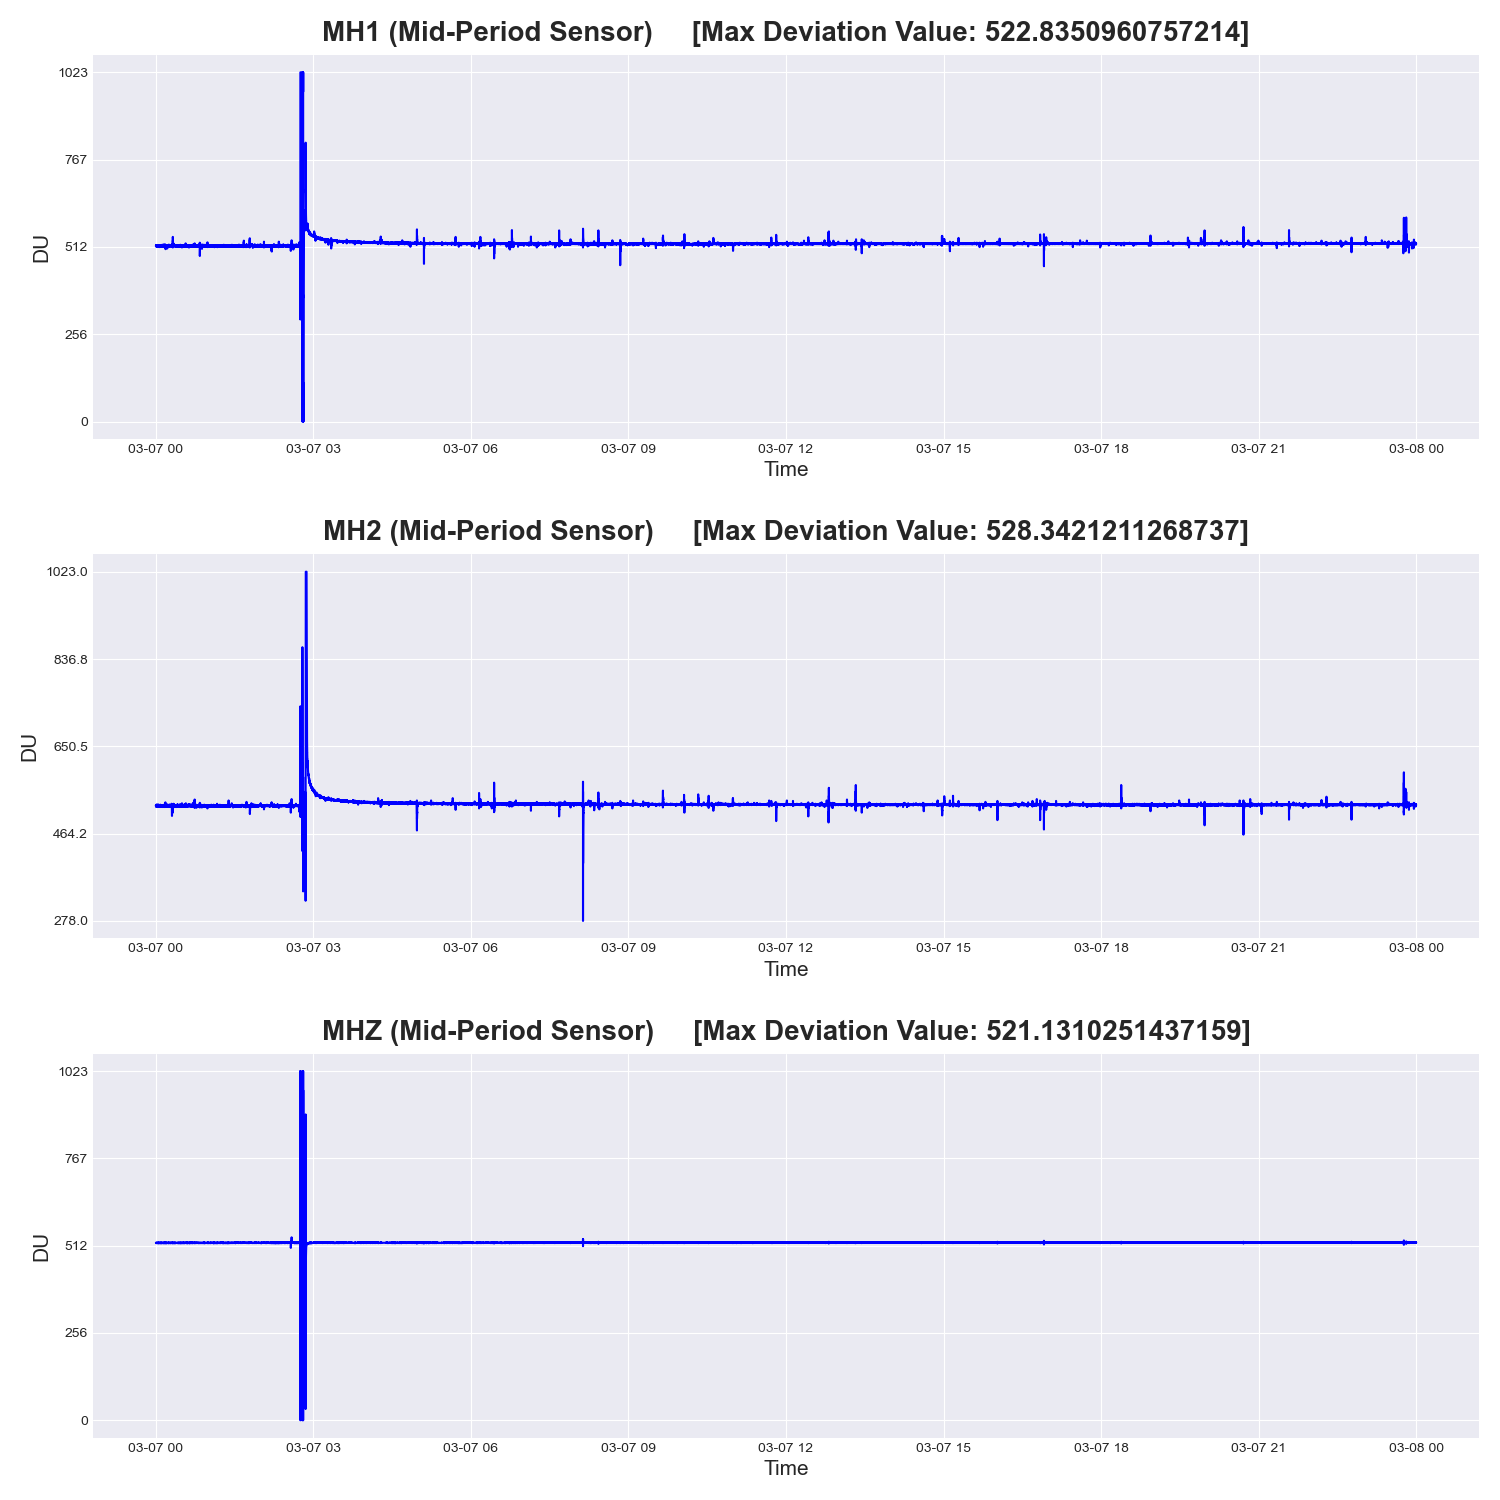 MH1 (Mid-Period Sensor) [Max Deviation Value: 522.8350960757214]
1023
767
512
256
0
DU
03-07 00 03-07 03 03-07 06 03-07 09 03-07 12 03-07 15 03-07 18 03-07 21 03-08 00
Time
MH2 (Mid-Period Sensor) [Max Deviation Value: 528.3421211268737]
1023.0
836.8
650.5
464.2
278.0
DU
03-07 00 03-07 03 03-07 06 03-07 09 03-07 12 03-07 15 03-07 18 03-07 21 03-08 00
Time
MHZ (Mid-Period Sensor) [Max Deviation Value: 521.1310251437159]
1023
767
512
256
0
DU
03-07 00 03-07 03 03-07 06 03-07 09 03-07 12 03-07 15 03-07 18 03-07 21 03-08 00
Time